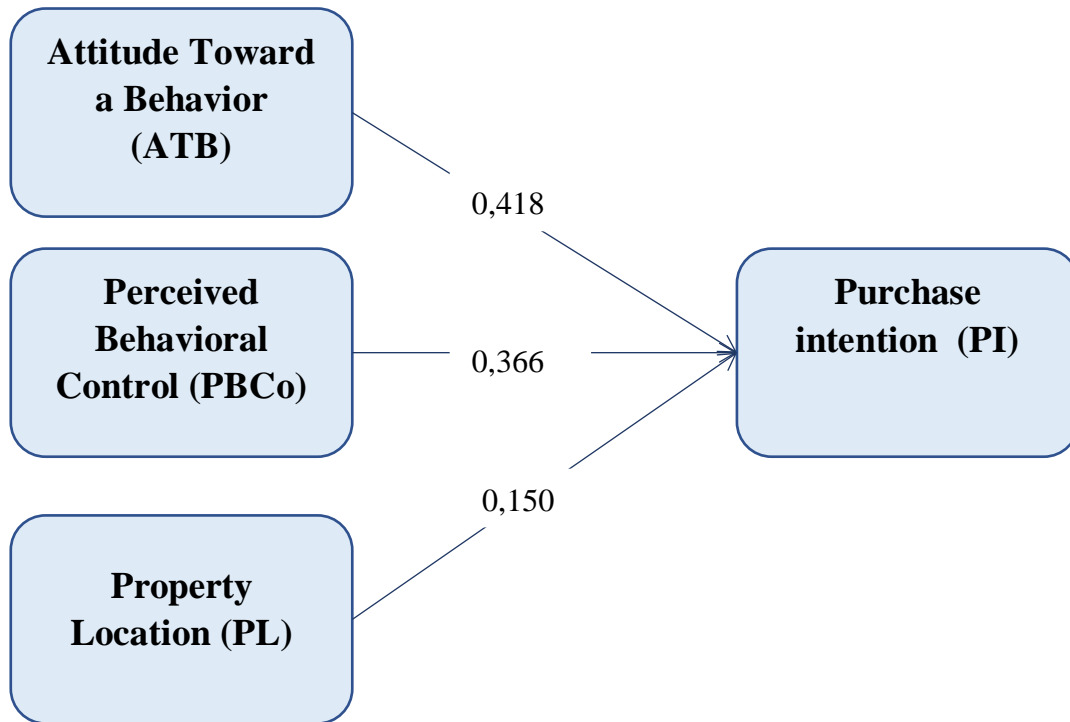 Attitude Toward
a Behavior
(ATB)
0,418
Perceived
Behavioral
Control (PBCo)
0,366
Purchase
intention (PI)
0,150
Property
Location (PL)